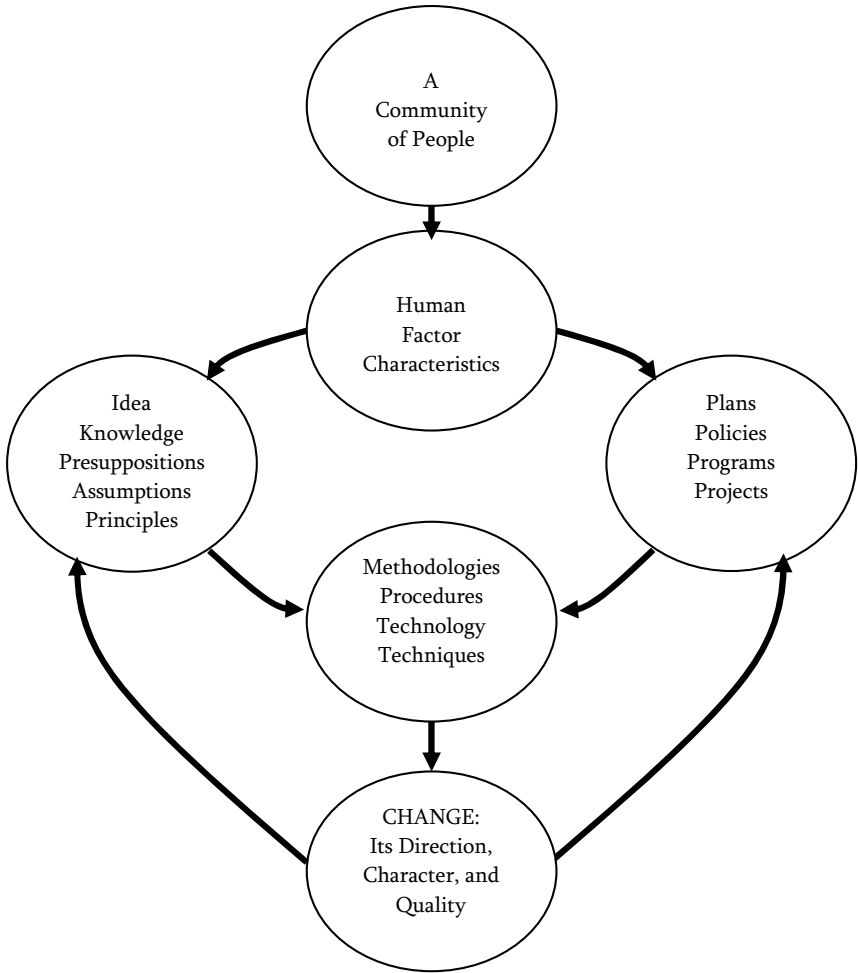 A
Community
of People
Human
Factor
Characteristics
Idea
Knowledge
Presuppositions
Assumptions
Principles
Plans
Policies
Programs
Projects
Methodologies
Procedures
Technology
Techniques
CHANGE:
Its Direction,
Character, and
Quality